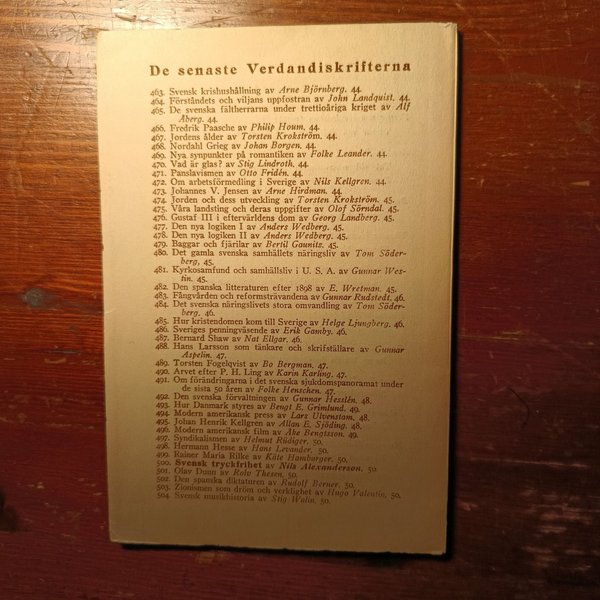 De senaste Verdandiskrifterna
463. Svensk krishushållning av Arne Björnberg. 44.
464. Förståndets och viljans uppfostran av John Landquist. 44.
465. De svenska fältherrarna under trettioåriga kriget av Alf
Åberg. 44.
466. Fredrik Paasche av Philip Houm. 44.
467. Jordens ålder av Torsten Krokström. 44.
468. Nordahl Grieg av Johan Borgen. 44.
469. Nya synpunkter på romantiken av Folke Leander. 44.
470. Vad är glas? av Stig Lindroth. 44.
471. Panslavismen av Otto Fridén. 44.
472. Om arbetsförmedling i Sverige av Nils Kellgren. 44.
473. Johannes V. Jensen av Arne Hirdman. 44.
474. Jorden och dess utveckling av Torsten Krokström. 45.
475. Våra landsting och deras uppgifter av Olof Sörndal. 45.
476. Gustaf III i eftervärldens dom av Georg Landberg. 45.
477. Den nya logiken I av Anders Wedberg. 45.
478. Den nya logiken II av Anders Wedberg. 45.
479. Baggar och fjärilar av Bertil Gaunitz. 45.
480. Det gamla svenska samhällets näringsliv av Tom Söder-
berg, 45.
481. Kyrkosamfund och samhällsliv i U. S. A. av Gunnar Wes-
tin. 45.
482. Den spanska litteraturen efter 1898 av E. Wretman. 45.
483. Fångvården och reformsträvandena av Gunnar Rudstedt. 46.
484. Det svenska näringslivets stora omvandling av Tom Söder-
berg. 46.
485. Hur kristendomen kom till Sverige av Helge Ljungberg. 46.
486. Sveriges penningväsende av Erik Gamby. 46.
487. Bernard Shaw av Nat Ellgar. 46.
488. Hans Larsson som tänkare och skriftställare av Gunnar
Aspelin. 47.
489. Torsten Fogelqvist av Bo Bergman. 47.
490. Arvet efter P. H. Ling av Karin Karling. 47.
491. Om förändringarna i det svenska sjukdomspanoramat under
de sista 50 åren av Folke Henschen. 47.
492. Den svenska förvaltningen av Gunnar Hesslén. 48.
493. Hur Danmark styres av Bengt E. Grimlund. 49.
494. Modern amerikansk press av Lars Ulvenstam. 48.
495. Johan Henrik Kellgren av Allan E. Sjöding. 48.
496. Modern amerikansk film av Åke Bengtsson. 49.
497. Syndikalismen av Helmut Rüdiger. 50.
498. Hermann Hesse av Hans Levander. 50.
499. Rainer Maria Rilke av Käte Hamburger. 50.
500. Svensk tryckfrihet av Nils Alexanderson. 50.
501. Olav Duun av Rolv Thesen. 50.
502. Den spanska diktaturen av Rudolf Berner. 50.
503. Zionismen som dröm och verklighet av Hugo Valentin. 50.
504. Svensk musikhistoria av Stig Walin. 50.